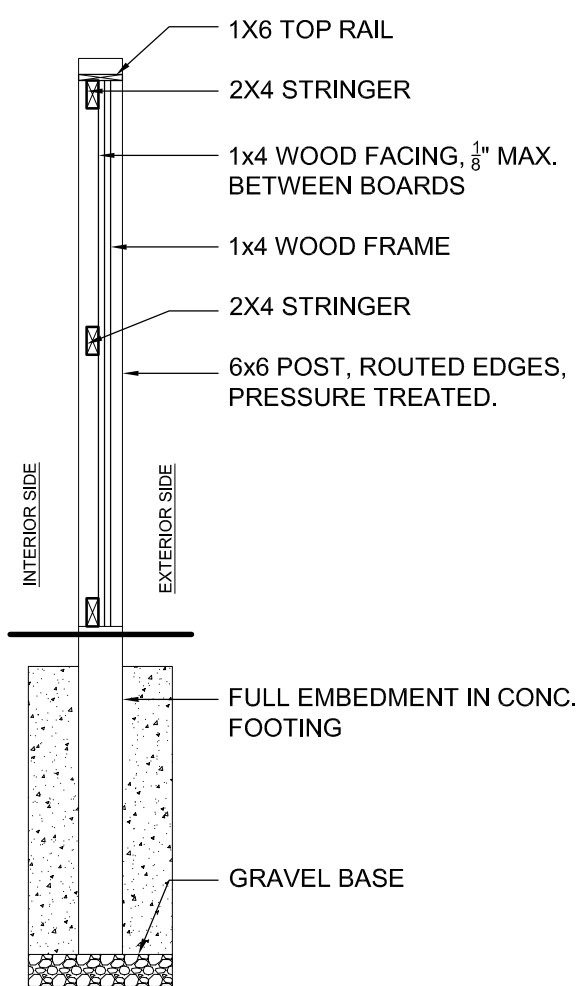 1X6 TOP RAIL
2X4 STRINGER
1x4 WOOD FACING, 1/8" MAX.
BETWEEN BOARDS
1x4 WOOD FRAME
2X4 STRINGER
6x6 POST, ROUTED EDGES,
PRESSURE TREATED.
INTERIOR SIDE
EXTERIOR SIDE
FULL EMBEDMENT IN CONC.
FOOTING
GRAVEL BASE